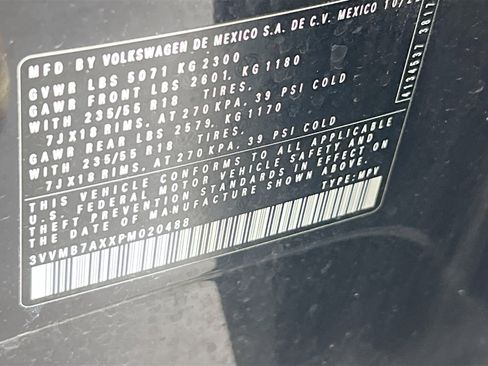 MFD BY VOLKSWAGEN DE MEXICO S.A. DE C.V. MEXICO 10/2
GVWR LBS 5071 KG 2300
GAWR FRONT LBS 2601, KG 1180
WITH 235/55 R18 TIRES,
7JX18 RIMS, AT 270 KPA, 39 PSI COLD
GAWR REAR LBS 2579, KG 1170
WITH 235/55 R18 TIRES,
7JX18 RIMS, AT 270 KPA, 39 PSI COLD
THIS VEHICLE CONFORMS TO ALL APPLICABLE
U.S. FEDERAL MOTOR VEHICLE SAFETY AND
THEFT PREVENTION STANDARDS IN EFFECT ON
THE DATE OF MANUFACTURE SHOWN ABOVE.
3VVMB7AXXPM020488 TYPE: MPV